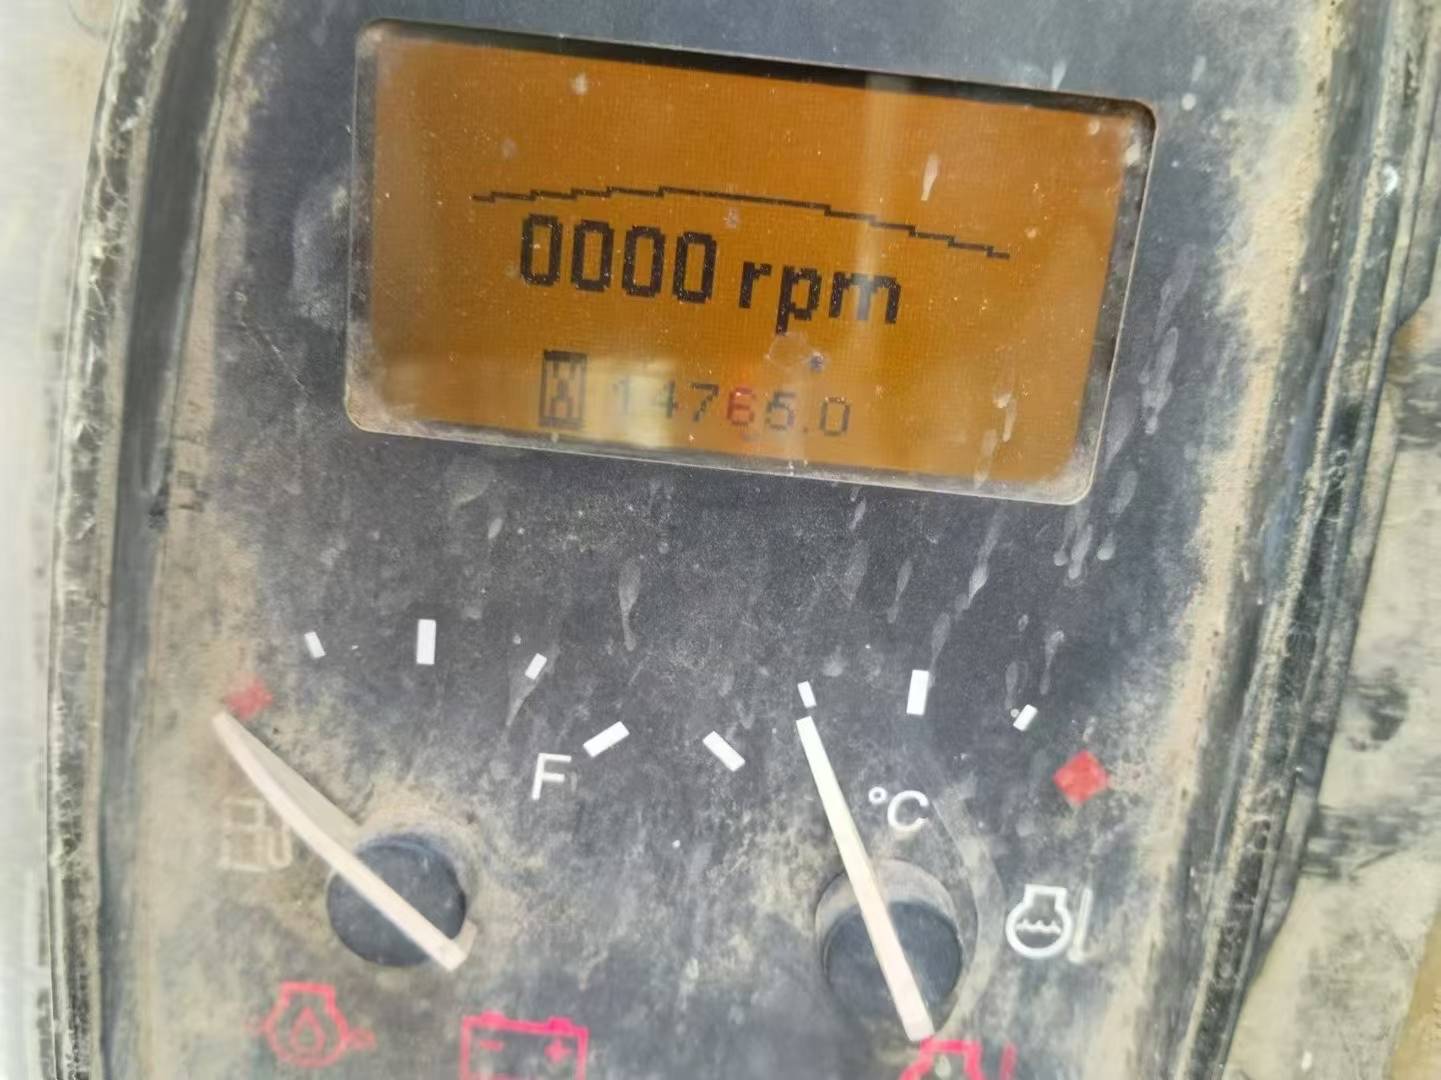 0000 rpm
14765.0
F
°C
- +